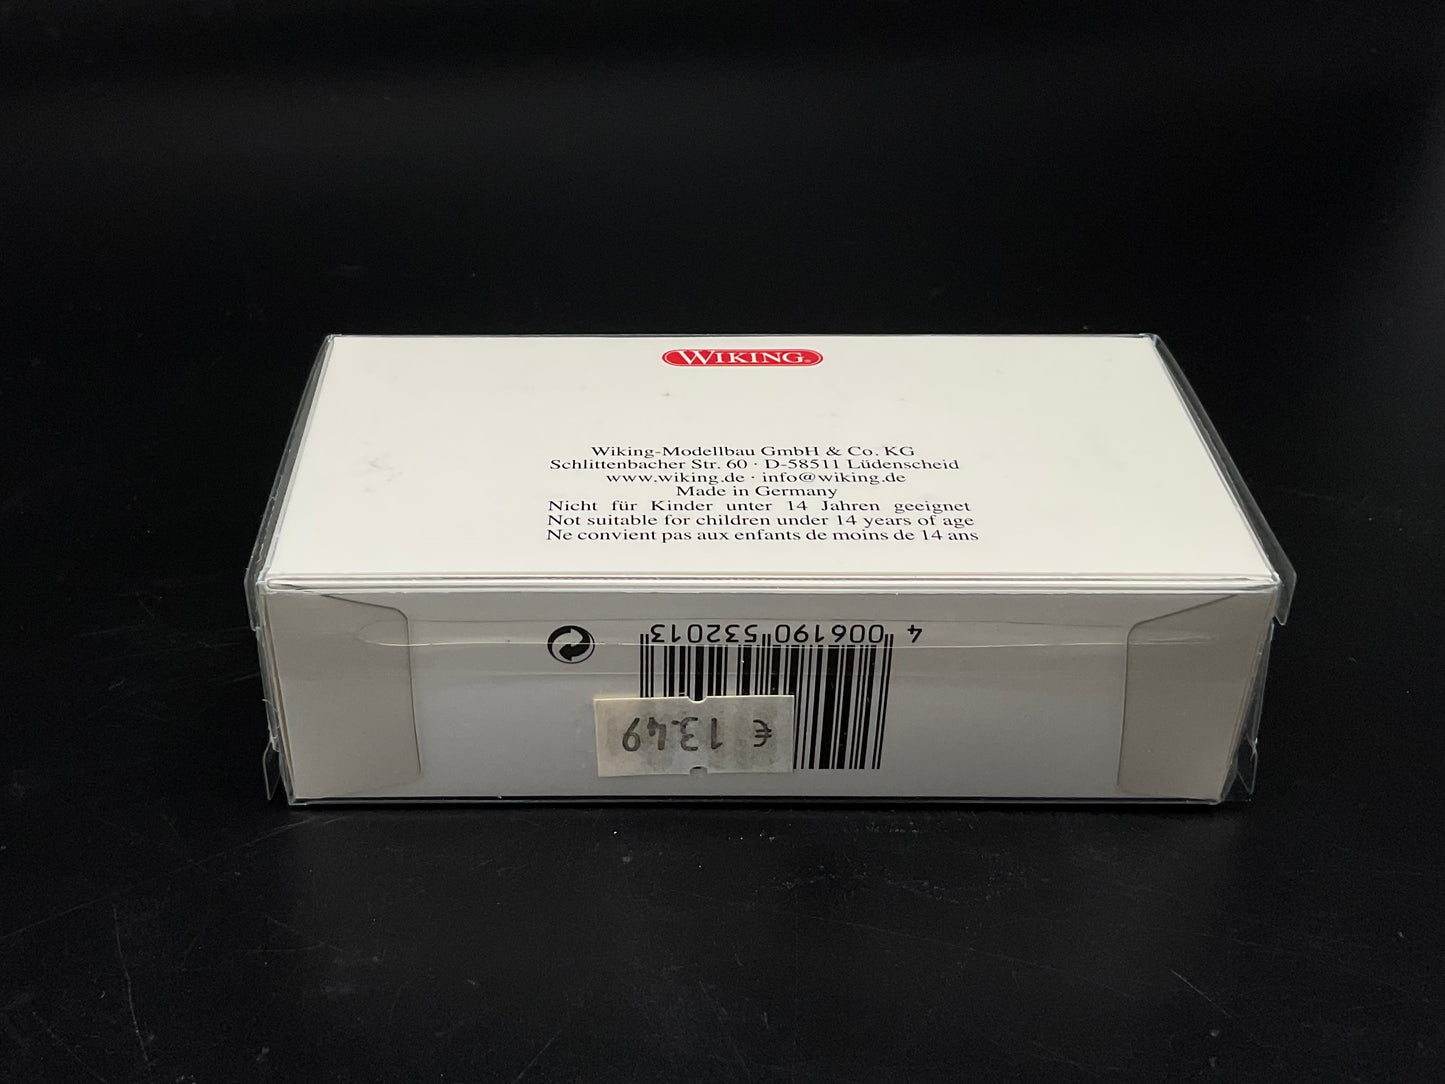 WIKING®
Wiking-Modellbau GmbH & Co. KG
Schlittenbacher Str. 60 · D-58511 Lüdenscheid
www.wiking.de · info@wiking.de
Made in Germany
Nicht für Kinder unter 14 Jahren geeignet
Not suitable for children under 14 years of age
Ne convient pas aux enfants de moins de 14 ans
4 006190 532013
€ 13.49